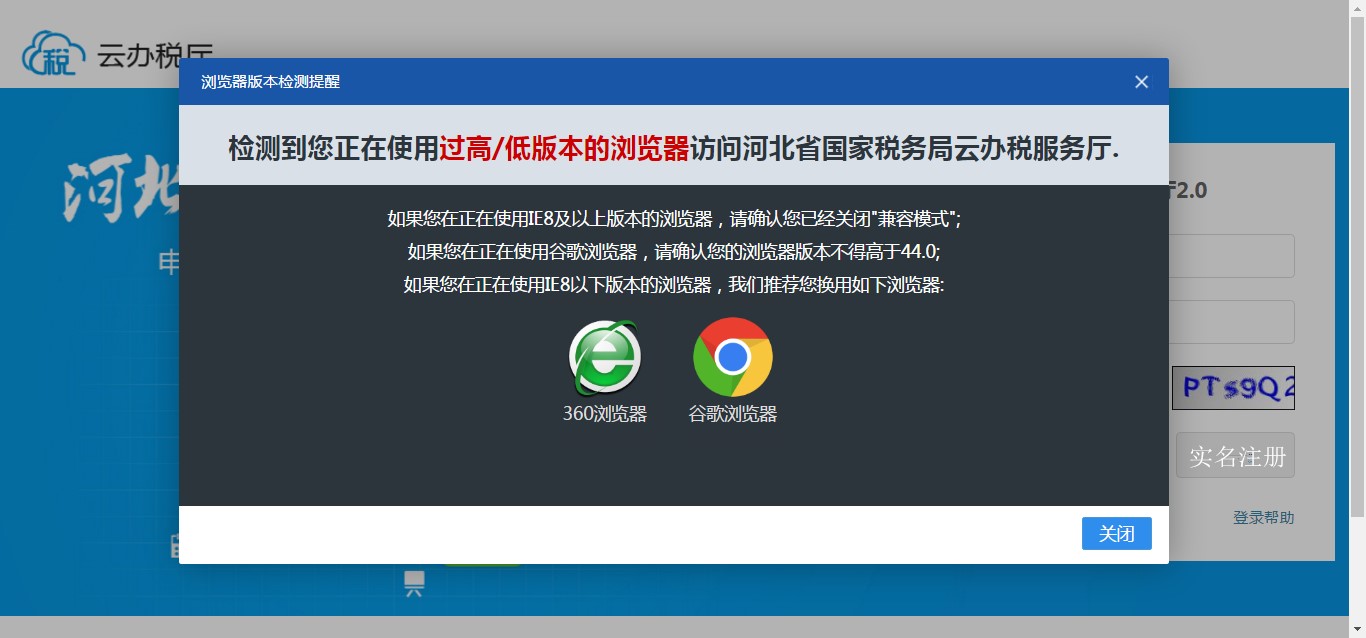 税 云办税厅
浏览器版本检测提醒
检测到您正在使用过高/低版本的浏览器访问河北省国家税务局云办税服务厅.
河北
2.0
如果您在正在使用IE8及以上版本的浏览器，请确认您已经关闭"兼容模式";
申
如果您在正在使用谷歌浏览器，请确认您的浏览器版本不得高于44.0;
如果您在正在使用IE8以下版本的浏览器，我们推荐您换用如下浏览器:
PTs9Q2
360浏览器 谷歌浏览器
实名注册
登录帮助
关闭